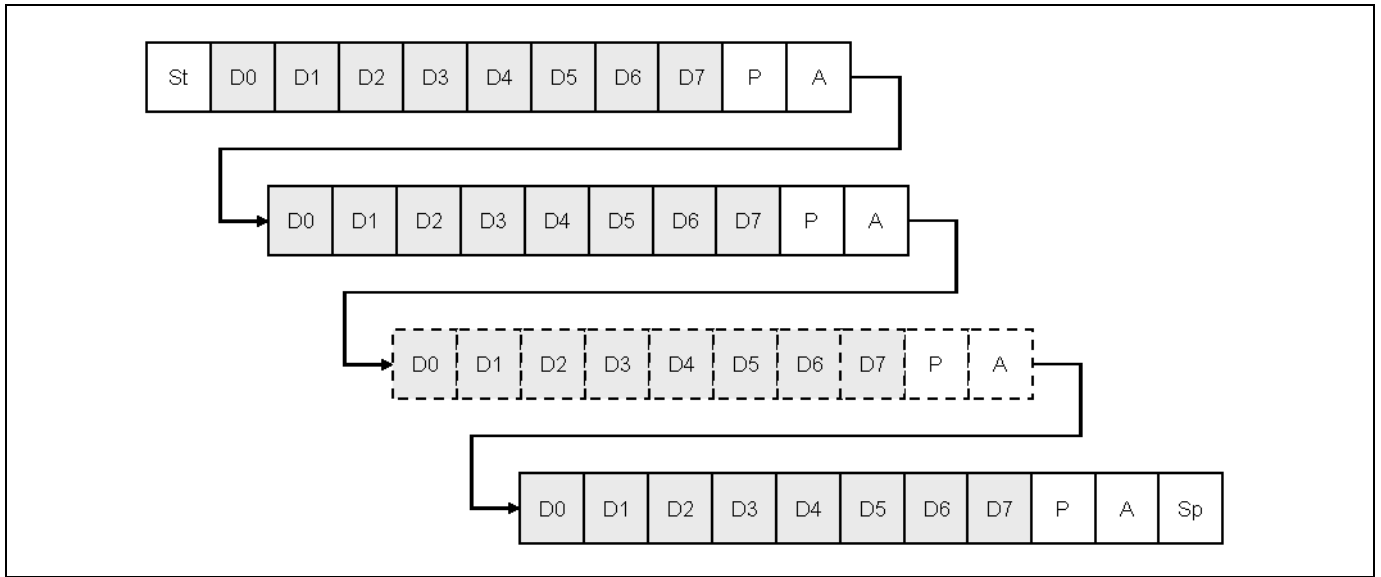 St D0 D1 D2 D3 D4 D5 D6 D7 P A
D0 D1 D2 D3 D4 D5 D6 D7 P A
D0 D1 D2 D3 D4 D5 D6 D7 P A
D0 D1 D2 D3 D4 D5 D6 D7 P A Sp